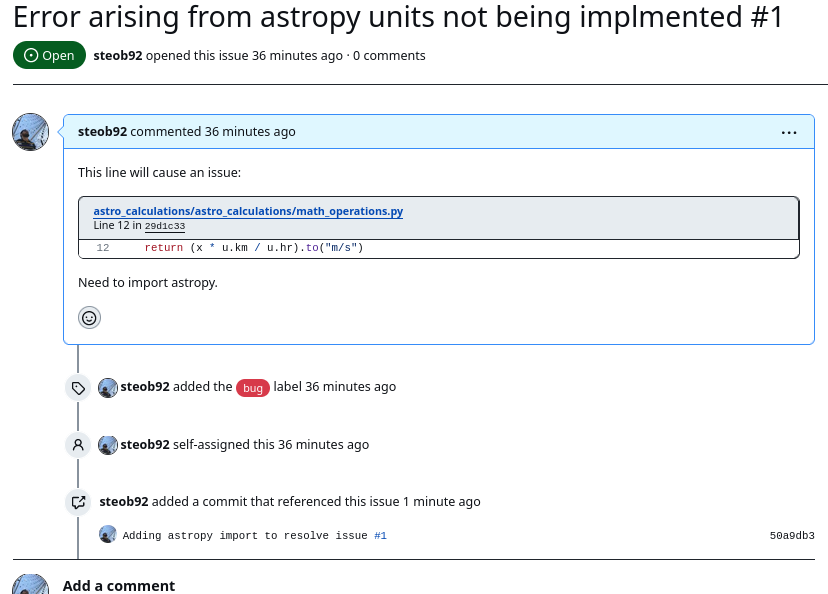 Error arising from astropy units not being implmented #1
Open steob92 opened this issue 36 minutes ago · 0 comments
steob92 commented 36 minutes ago
This line will cause an issue:
astro_calculations/astro_calculations/math_operations.py
Line 12 in 29d1c33
12 return (x * u.km / u.hr).to("m/s")
Need to import astropy.
steob92 added the bug label 36 minutes ago
steob92 self-assigned this 36 minutes ago
steob92 added a commit that referenced this issue 1 minute ago
Adding astropy import to resolve issue #1 50a9db3
Add a comment